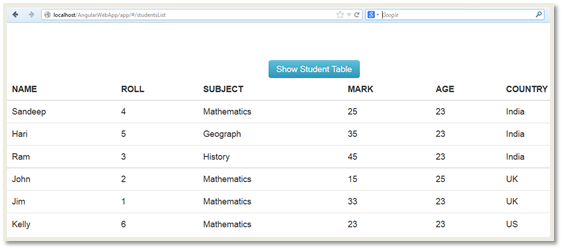 localhost/AngularWebApp/app/#/studentsList
Google
Show Student Table
NAME ROLL SUBJECT MARK AGE COUNTRY
Sandeep 4 Mathematics 25 23 India
Hari 5 Geograph 35 23 India
Ram 3 History 45 23 India
John 2 Mathematics 15 25 UK
Jim 1 Mathematics 33 23 UK
Kelly 6 Mathematics 23 23 US